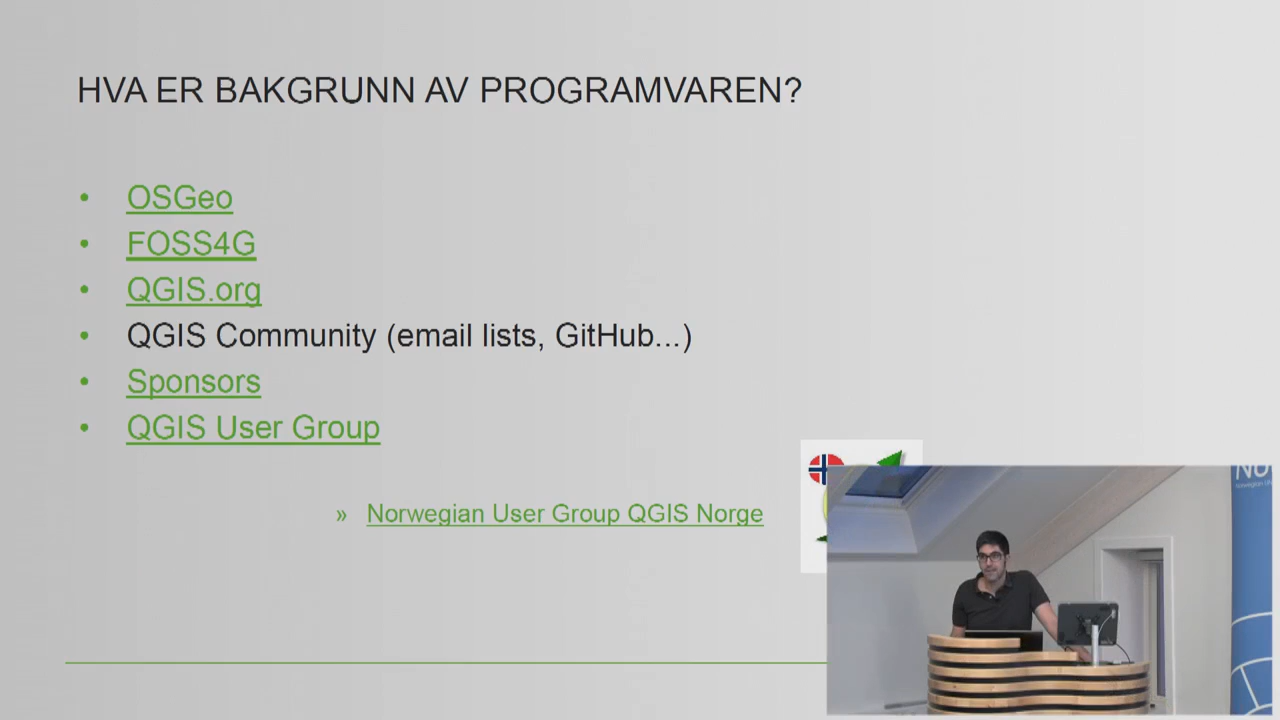 HVA ER BAKGRUNN AV PROGRAMVAREN?
• OSGeo
• FOSS4G
• QGIS.org
• QGIS Community (email lists, GitHub...)
• Sponsors
• QGIS User Group
» Norwegian User Group QGIS Norge